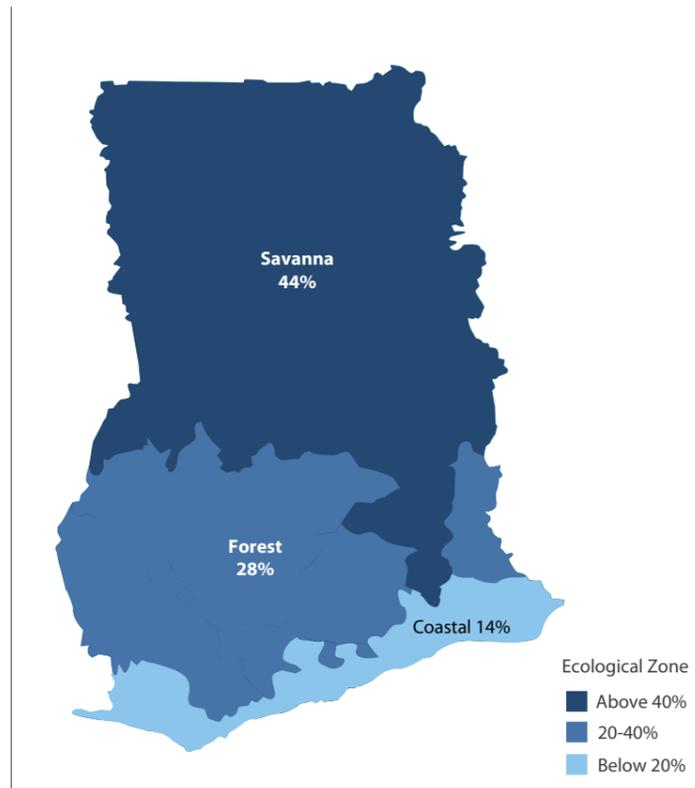 Savanna
44%
Forest
28%
Coastal 14%
Ecological Zone
Above 40%
20-40%
Below 20%